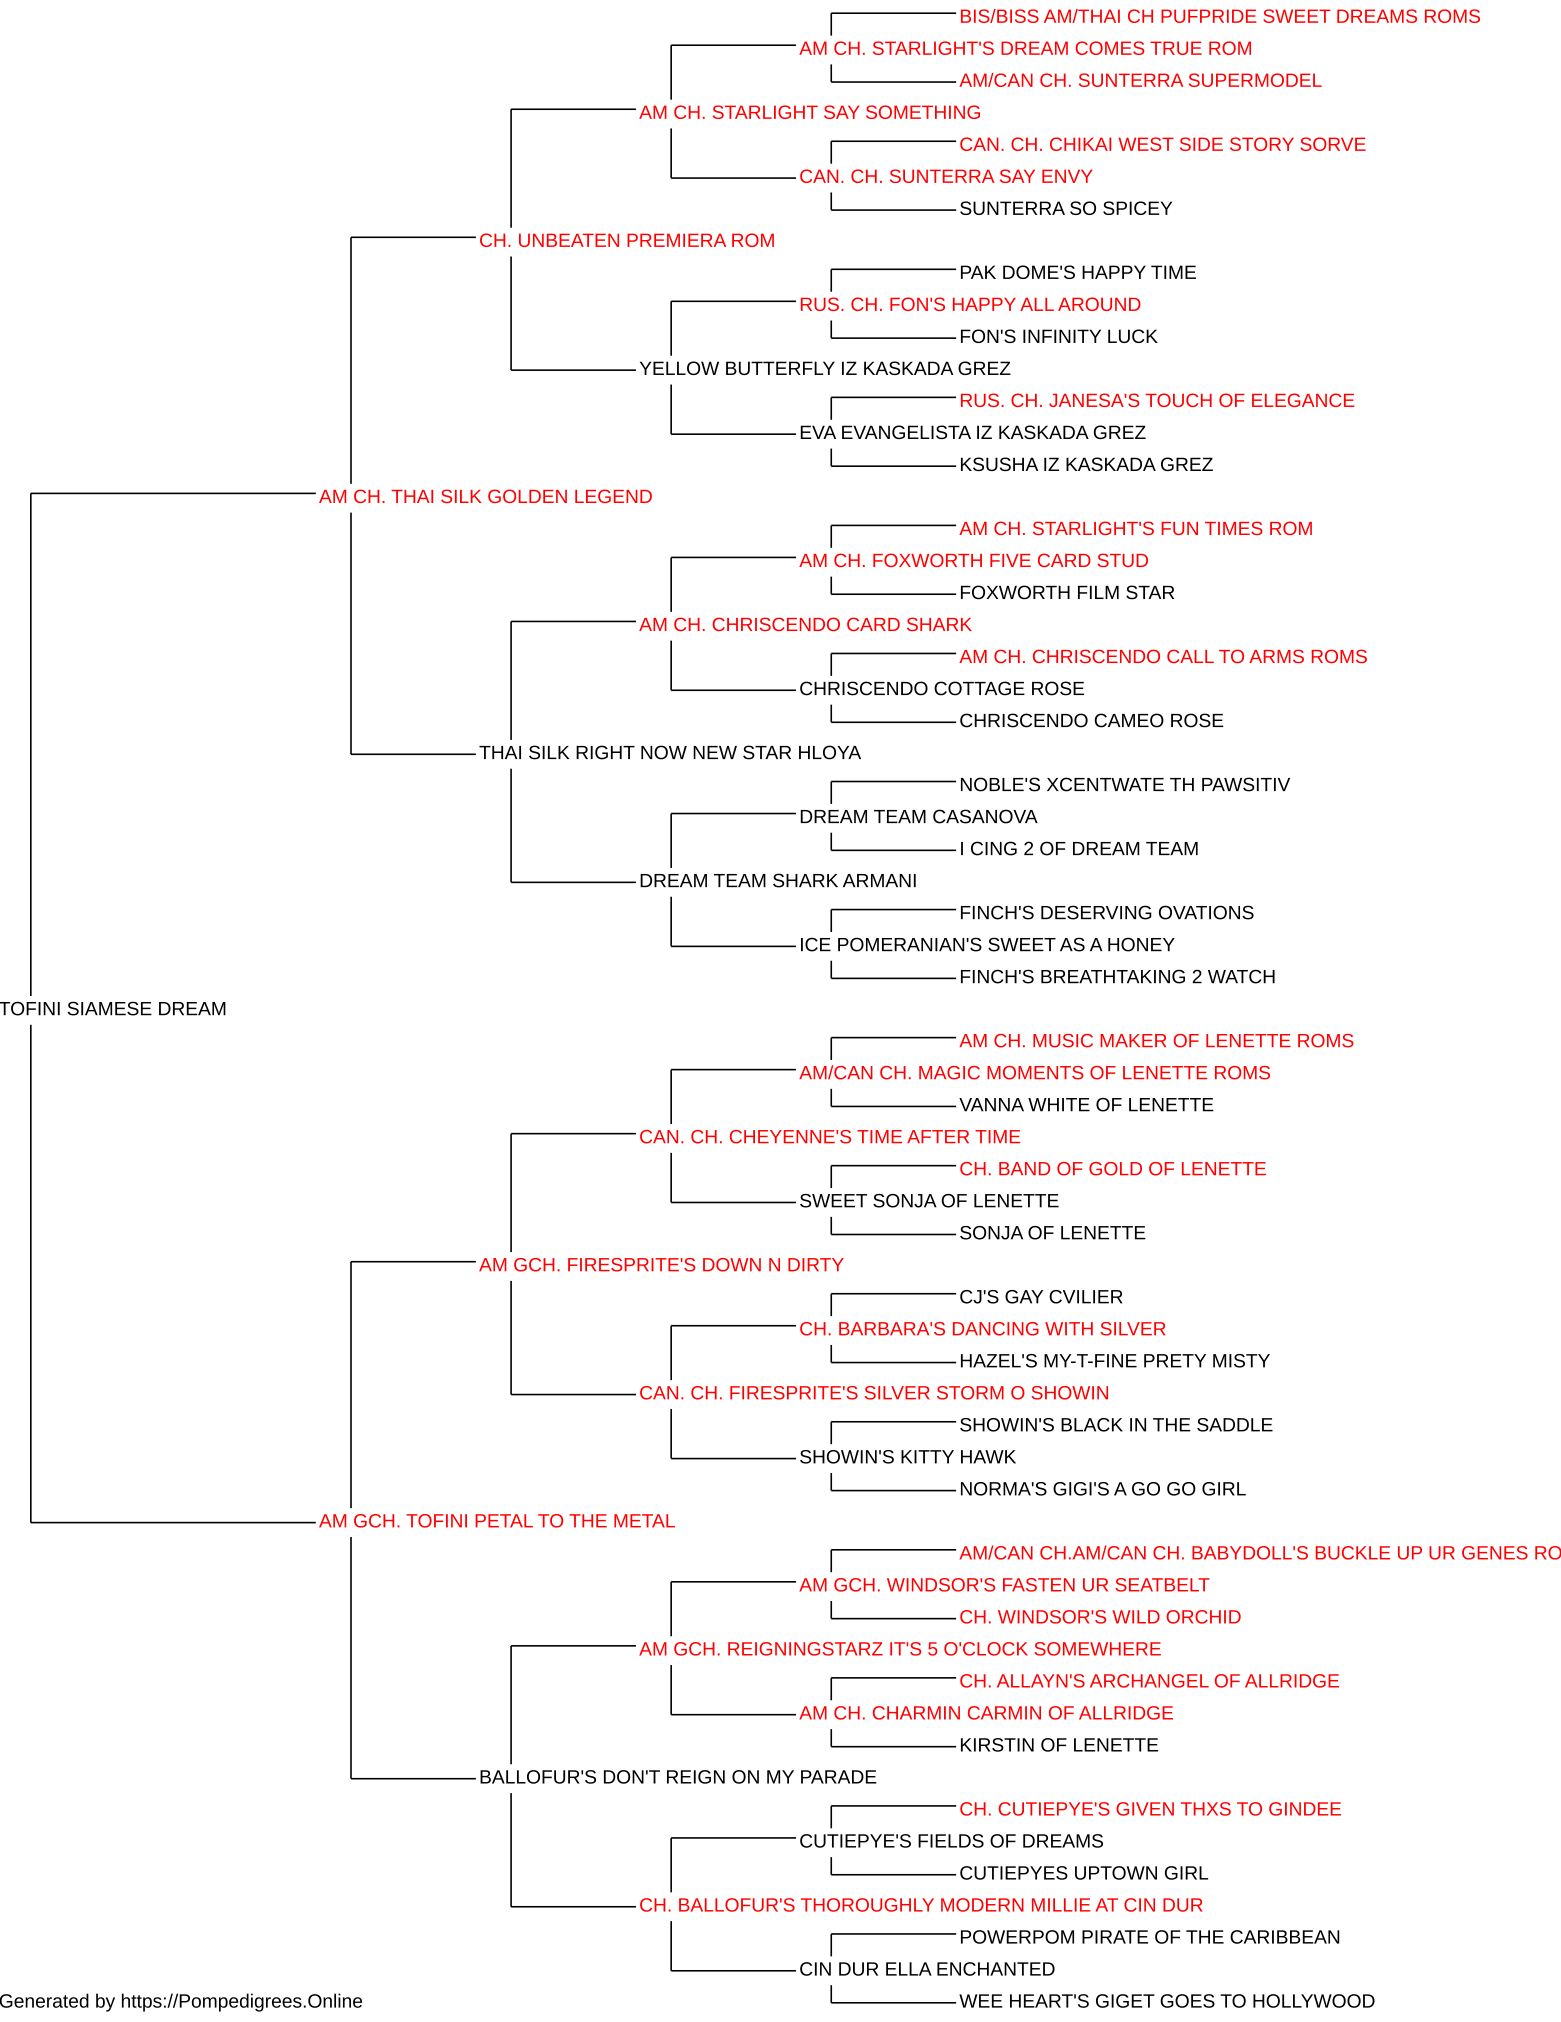 BIS/BISS AM/THAI CH PUFPRIDE SWEET DREAMS ROMS
AM CH. STARLIGHT'S DREAM COMES TRUE ROM
AM/CAN CH. SUNTERRA SUPERMODEL
AM CH. STARLIGHT SAY SOMETHING
CAN. CH. CHIKAI WEST SIDE STORY SORVE
CAN. CH. SUNTERRA SAY ENVY
SUNTERRA SO SPICEY
CH. UNBEATEN PREMIERA ROM
PAK DOME'S HAPPY TIME
RUS. CH. FON'S HAPPY ALL AROUND
FON'S INFINITY LUCK
YELLOW BUTTERFLY IZ KASKADA GREZ
RUS. CH. JANESA'S TOUCH OF ELEGANCE
EVA EVANGELISTA IZ KASKADA GREZ
KSUSHA IZ KASKADA GREZ
AM CH. THAI SILK GOLDEN LEGEND
AM CH. STARLIGHT'S FUN TIMES ROM
AM CH. FOXWORTH FIVE CARD STUD
FOXWORTH FILM STAR
AM CH. CHRISCENDO CARD SHARK
AM CH. CHRISCENDO CALL TO ARMS ROMS
CHRISCENDO COTTAGE ROSE
CHRISCENDO CAMEO ROSE
THAI SILK RIGHT NOW NEW STAR HLOYA
NOBLE'S XCENTWATE TH PAWSITIV
DREAM TEAM CASANOVA
I CING 2 OF DREAM TEAM
DREAM TEAM SHARK ARMANI
FINCH'S DESERVING OVATIONS
ICE POMERANIAN'S SWEET AS A HONEY
FINCH'S BREATHTAKING 2 WATCH
TOFINI SIAMESE DREAM
AM CH. MUSIC MAKER OF LENETTE ROMS
AM/CAN CH. MAGIC MOMENTS OF LENETTE ROMS
VANNA WHITE OF LENETTE
CAN. CH. CHEYENNE'S TIME AFTER TIME
CH. BAND OF GOLD OF LENETTE
SWEET SONJA OF LENETTE
SONJA OF LENETTE
AM GCH. FIRESPRITE'S DOWN N DIRTY
CJ'S GAY CVILIER
CH. BARBARA'S DANCING WITH SILVER
HAZEL'S MY-T-FINE PRETY MISTY
CAN. CH. FIRESPRITE'S SILVER STORM O SHOWIN
SHOWIN'S BLACK IN THE SADDLE
SHOWIN'S KITTY HAWK
NORMA'S GIGI'S A GO GO GIRL
AM GCH. TOFINI PETAL TO THE METAL
AM/CAN CH.AM/CAN CH. BABYDOLL'S BUCKLE UP UR GENES RO
AM GCH. WINDSOR'S FASTEN UR SEATBELT
CH. WINDSOR'S WILD ORCHID
AM GCH. REIGNINGSTARZ IT'S 5 O'CLOCK SOMEWHERE
CH. ALLAYN'S ARCHANGEL OF ALLRIDGE
AM CH. CHARMIN CARMIN OF ALLRIDGE
KIRSTIN OF LENETTE
BALLOFUR'S DON'T REIGN ON MY PARADE
CH. CUTIEPYE'S GIVEN THXS TO GINDEE
CUTIEPYE'S FIELDS OF DREAMS
CUTIEPYES UPTOWN GIRL
CH. BALLOFUR'S THOROUGHLY MODERN MILLIE AT CIN DUR
POWERPOM PIRATE OF THE CARIBBEAN
CIN DUR ELLA ENCHANTED
WEE HEART'S GIGET GOES TO HOLLYWOOD
Generated by https://Pompedigrees.Online